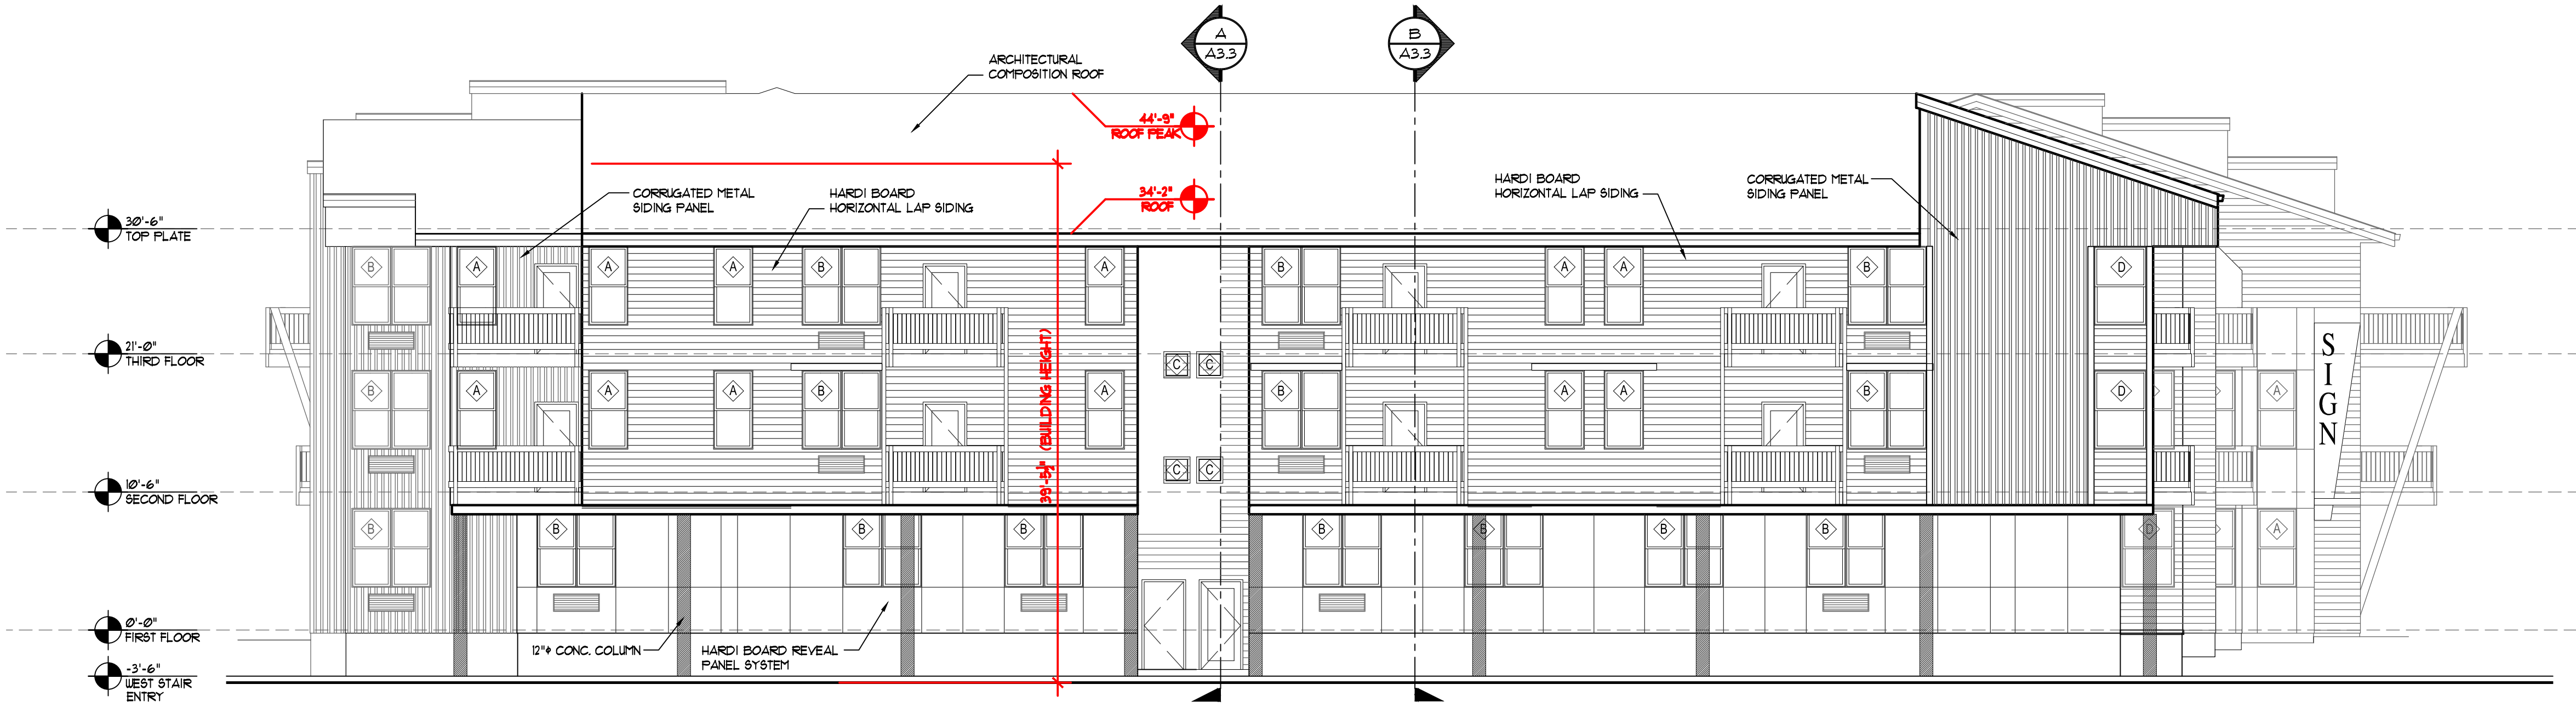 A
A3.3
B
A3.3
ARCHITECTURAL
COMPOSITION ROOF
44'-9"
ROOF PEAK
34'-2"
ROOF
CORRUGATED METAL
SIDING PANEL
HARDI BOARD
HORIZONTAL LAP SIDING
HARDI BOARD
HORIZONTAL LAP SIDING
CORRUGATED METAL
SIDING PANEL
30'-6"
TOP PLATE
B A A A B A B A A B D
21'-0"
THIRD FLOOR
(BUILDING HEIGHT)
C C
SIGN
B A A A B A B A A B D A
C C
10'-6"
SECOND FLOOR
B B B B B B B B D A
0'-0"
FIRST FLOOR
12"φ CONC. COLUMN
HARDI BOARD REVEAL
PANEL SYSTEM
-3'-6"
WEST STAIR
ENTRY